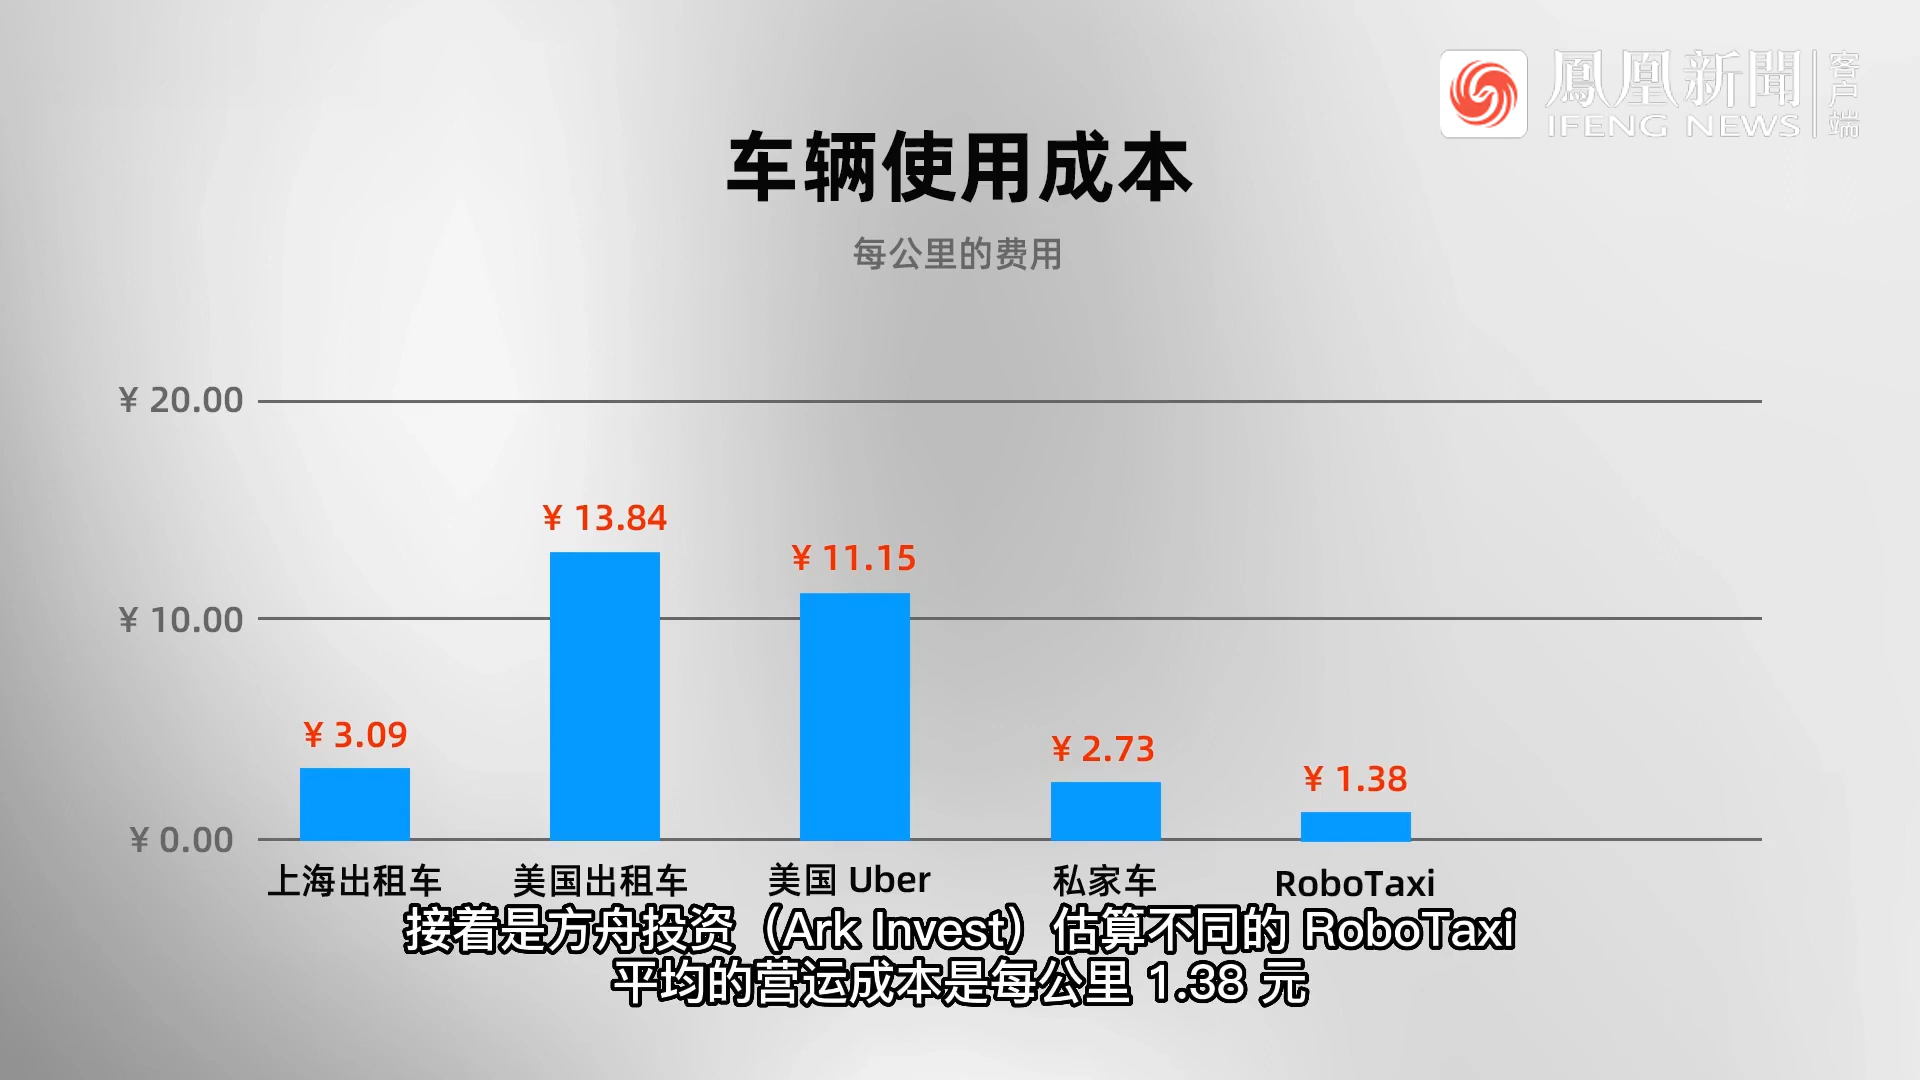 鳳凰新聞
IFENG NEWS
客户端
车辆使用成本
每公里的费用
¥ 20.00
¥ 13.84
¥ 11.15
¥ 10.00
¥ 3.09
¥ 2.73
¥ 1.38
¥ 0.00
上海出租车 美国出租车 美国 Uber 私家车 RoboTaxi
接着是方舟投资（Ark Invest）估算不同的 RoboTaxi
平均的营运成本是每公里 1.38 元